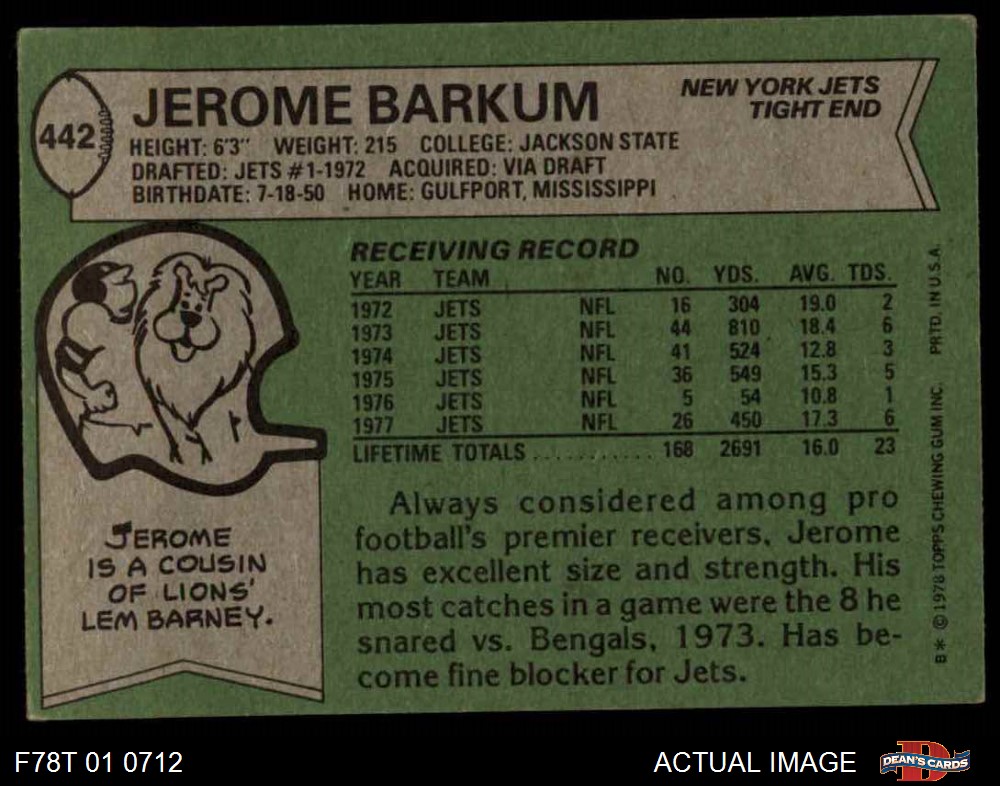 442
JEROME BARKUM
NEW YORK JETS
TIGHT END
HEIGHT: 6'3" WEIGHT: 215 COLLEGE: JACKSON STATE
DRAFTED: JETS #1-1972 ACQUIRED: VIA DRAFT
BIRTHDATE: 7-18-50 HOME: GULFPORT, MISSISSIPPI
RECEIVING RECORD
YEAR TEAM NO. YDS. AVG. TDS.
1972 JETS NFL 16 304 19.0 2
1973 JETS NFL 44 810 18.4 6
1974 JETS NFL 41 524 12.8 3
1975 JETS NFL 36 549 15.3 5
1976 JETS NFL 5 54 10.8 1
1977 JETS NFL 26 450 17.3 6
LIFETIME TOTALS ........... 168 2691 16.0 23
JEROME
IS A COUSIN
OF LIONS'
LEM BARNEY.
Always considered among pro
football's premier receivers, Jerome
has excellent size and strength. His
most catches in a game were the 8 he
snared vs. Bengals, 1973. Has be-
come fine blocker for Jets.
B* © 1978 TOPPS CHEWING GUM INC. PRTD. IN U.S.A.
F78T 01 0712
ACTUAL IMAGE
D
DEAN'S CARDS